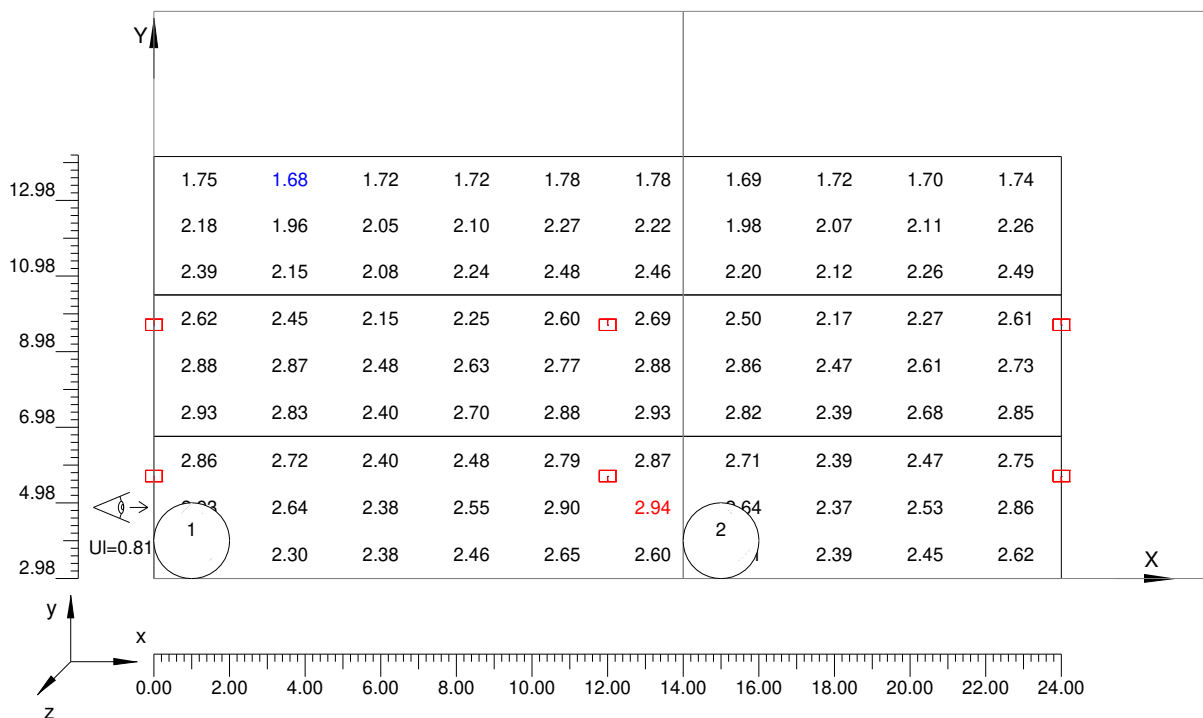 Y
1.75 1.68 1.72 1.72 1.78 1.78 1.69 1.72 1.70 1.74
12.98
2.18 1.96 2.05 2.10 2.27 2.22 1.98 2.07 2.11 2.26
10.98 2.39 2.15 2.08 2.24 2.48 2.46 2.20 2.12 2.26 2.49
2.62 2.45 2.15 2.25 2.60 2.69 2.50 2.17 2.27 2.61
8.98
2.88 2.87 2.48 2.63 2.77 2.88 2.86 2.47 2.61 2.73
6.98 2.93 2.83 2.40 2.70 2.88 2.93 2.82 2.39 2.68 2.85
2.86 2.72 2.40 2.48 2.79 2.87 2.71 2.39 2.47 2.75
4.98 2.64 2.38 2.55 2.90 2.94 2.37 2.53 2.86
1 2
UI=0.81 2.30 2.38 2.46 2.65 2.60 2.39 2.45 2.62
2.98 X
y
x
0.00 2.00 4.00 6.00 8.00 10.00 12.00 14.00 16.00 18.00 20.00 22.00 24.00
z